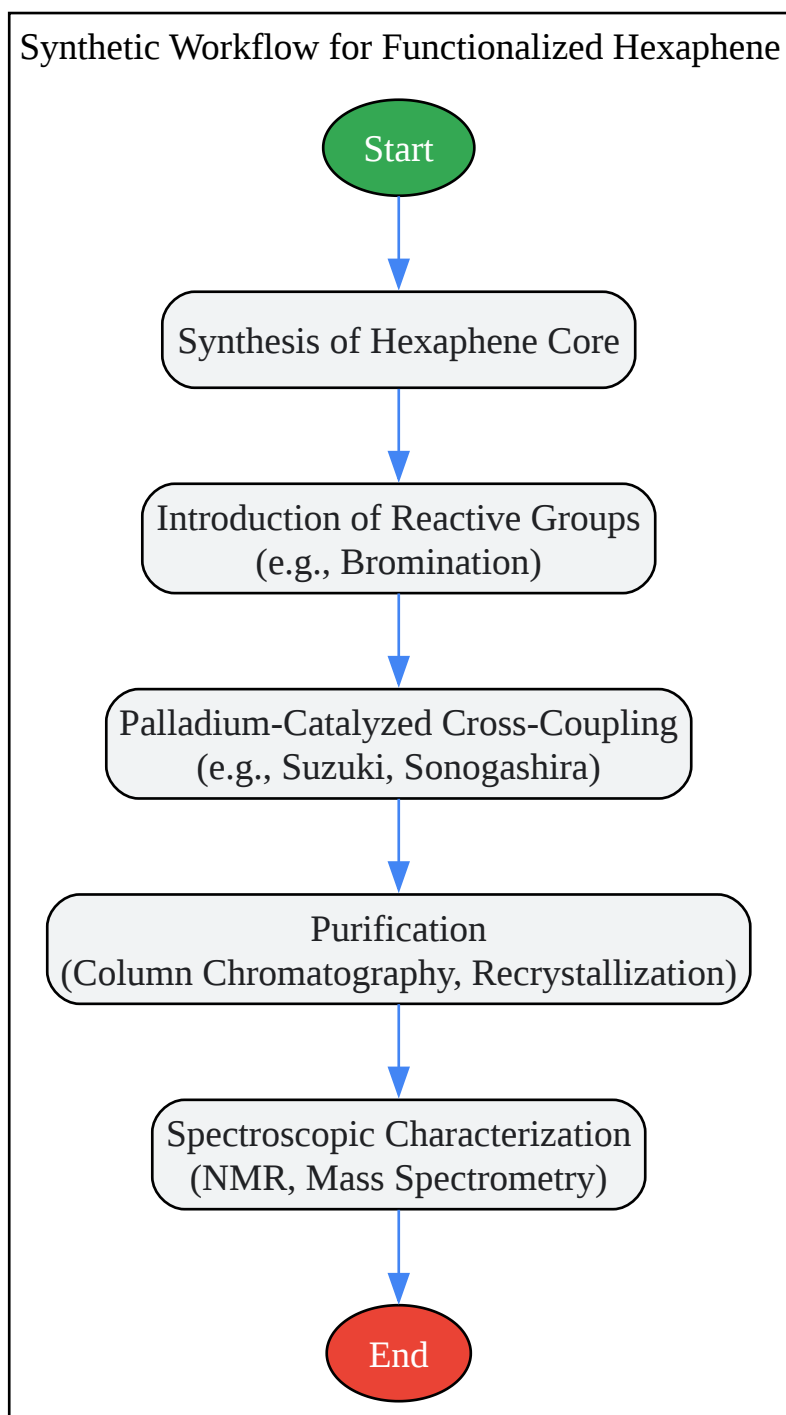 Synthetic Workflow for Functionalized Hexaphene
Start
Synthesis of Hexaphene Core
Introduction of Reactive Groups
(e.g., Bromination)
Palladium-Catalyzed Cross-Coupling
(e.g., Suzuki, Sonogashira)
Purification
(Column Chromatography, Recrystallization)
Spectroscopic Characterization
(NMR, Mass Spectrometry)
End